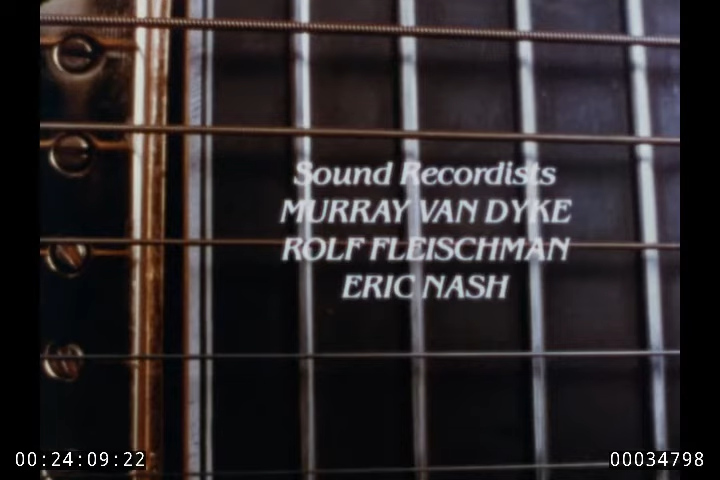 Sound Recordists
MURRAY VAN DYKE
ROLF FLEISCHMAN
ERIC NASH
00:24:09:22
00034798